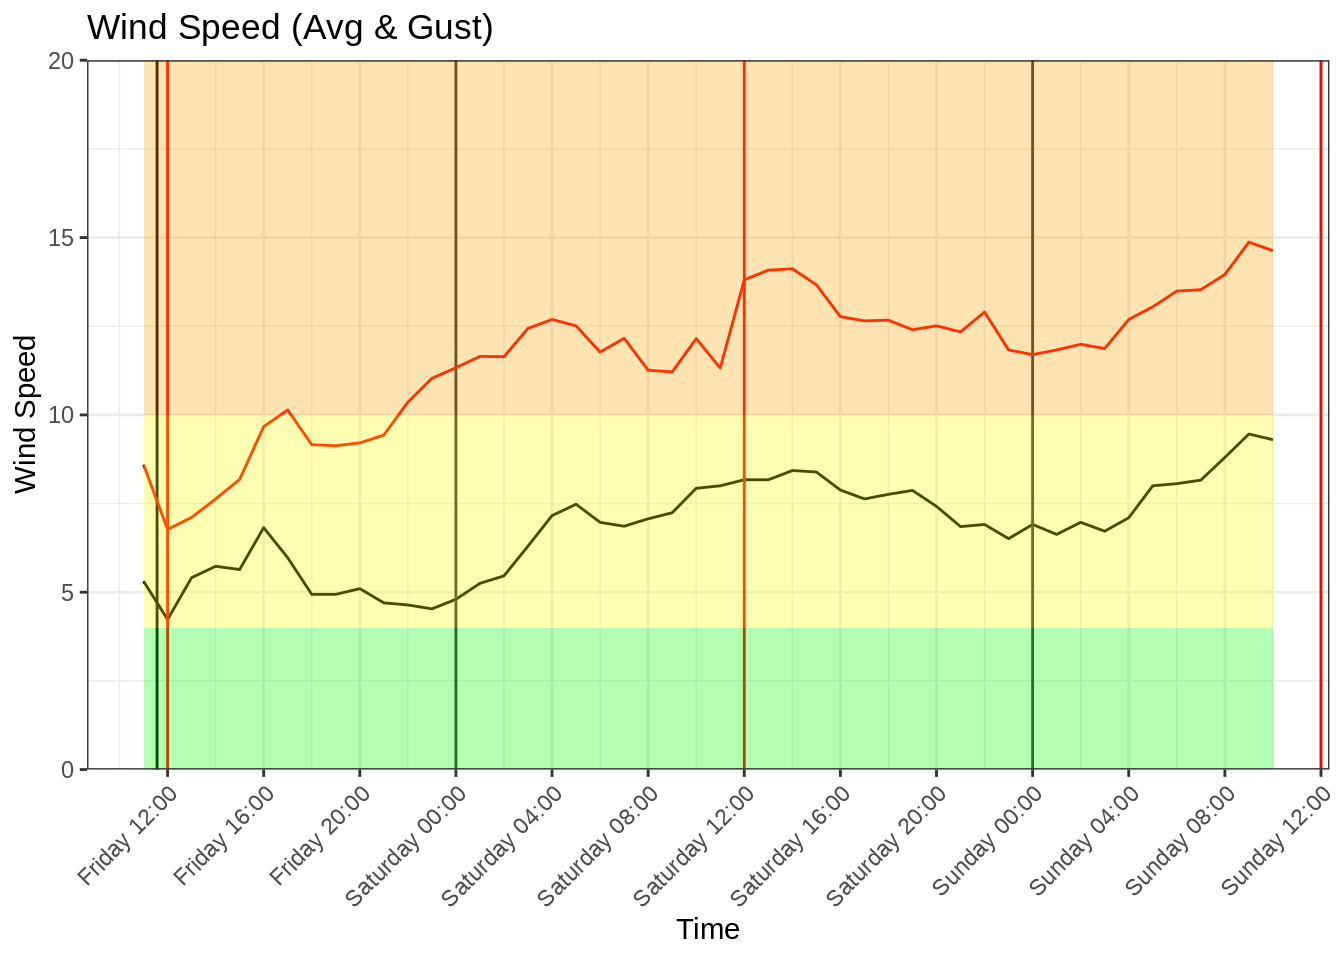 Wind Speed (Avg & Gust)
20
15
10
5
0
Wind Speed
Friday 12:00
Friday 16:00
Friday 20:00
Saturday 00:00
Saturday 04:00
Saturday 08:00
Saturday 12:00
Saturday 16:00
Saturday 20:00
Sunday 00:00
Sunday 04:00
Sunday 08:00
Sunday 12:00
Time